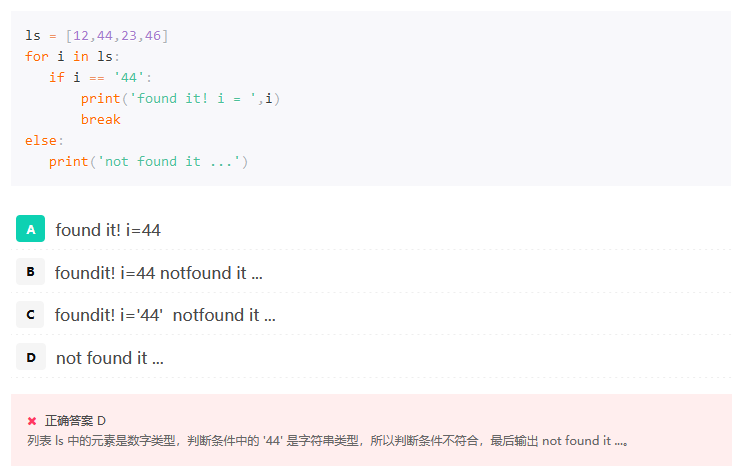 ls = [12,44,23,46]
for i in ls:
   if i == '44':
       print('found it! i = ',i)
       break
else:
   print('not found it ...')
A found it! i=44
B foundit! i=44 notfound it ...
C foundit! i='44'  notfound it ...
D not found it ...
✖ 正确答案 D
列表 ls 中的元素是数字类型，判断条件中的 '44' 是字符串类型，所以判断条件不符合，最后输出 not found it ...。